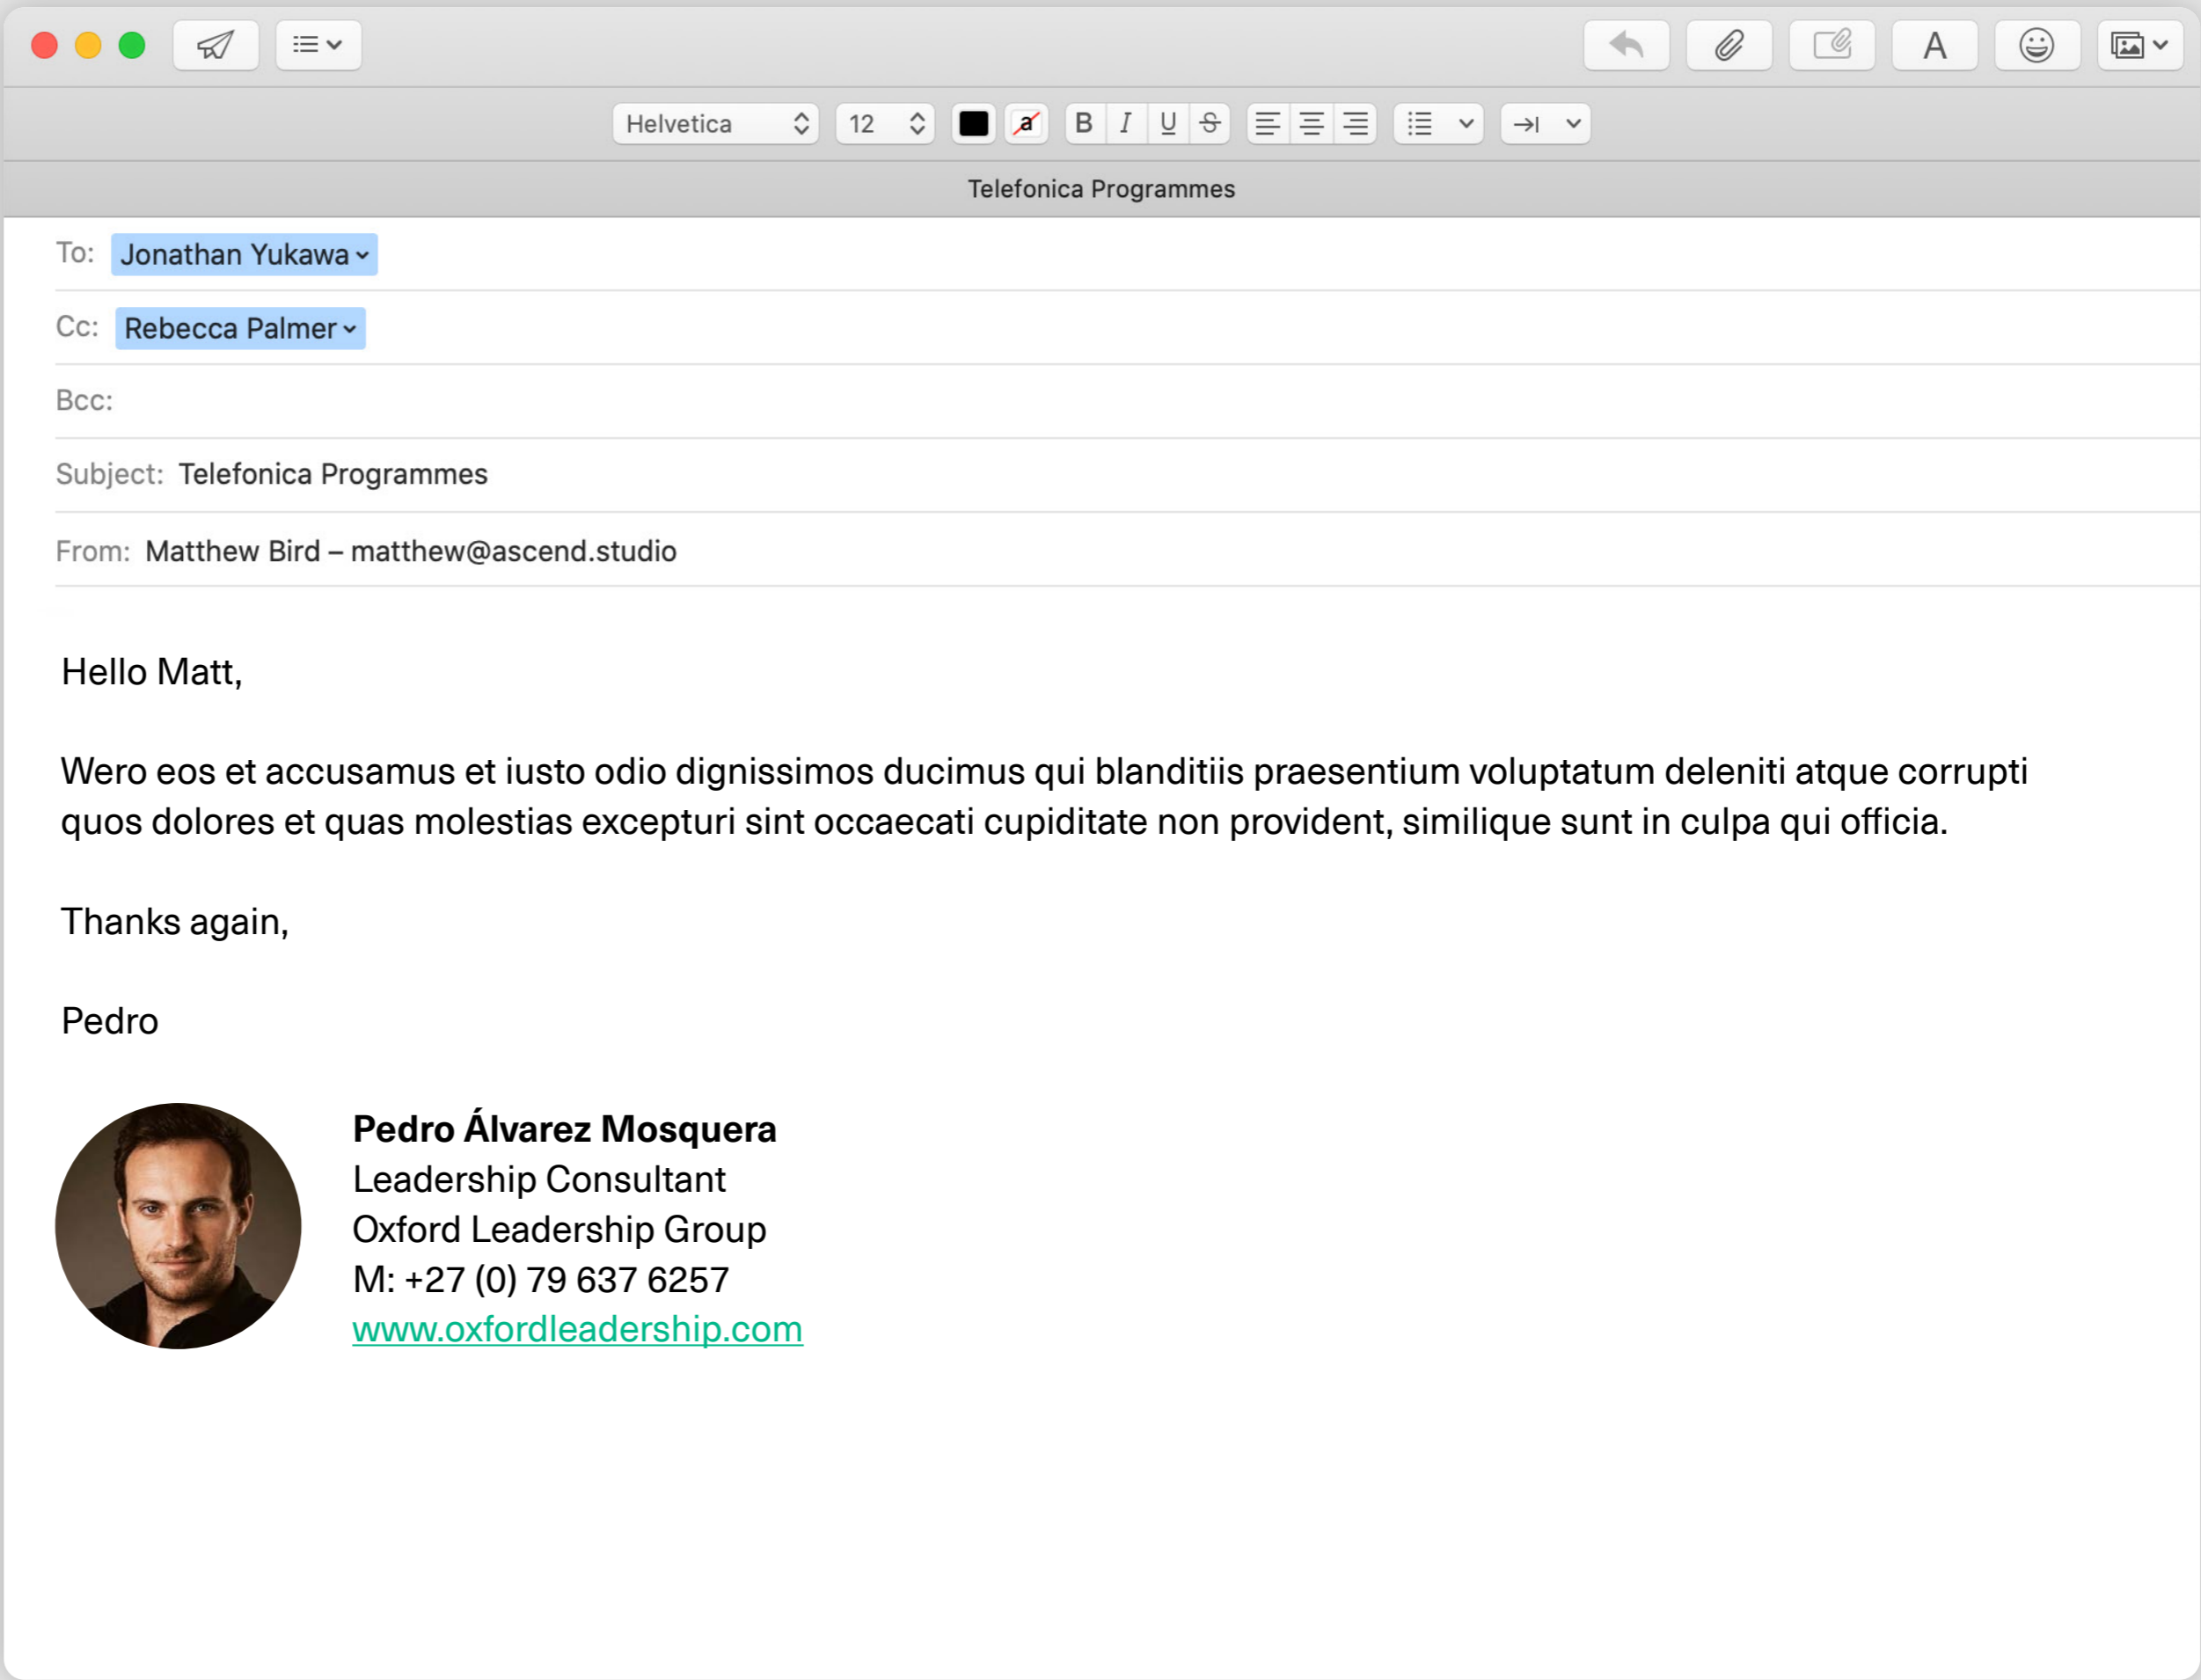 Helvetica
12
a
B I U S
A
Telefonica Programmes
To: Jonathan Yukawa
Cc: Rebecca Palmer
Bcc:
Subject: Telefonica Programmes
From: Matthew Bird – matthew@ascend.studio
Hello Matt,
Wero eos et accusamus et iusto odio dignissimos ducimus qui blanditiis praesentium voluptatum deleniti atque corrupti
quos dolores et quas molestias excepturi sint occaecati cupiditate non provident, similique sunt in culpa qui officia.
Thanks again,
Pedro
Pedro Álvarez Mosquera
Leadership Consultant
Oxford Leadership Group
M: +27 (0) 79 637 6257
www.oxfordleadership.com